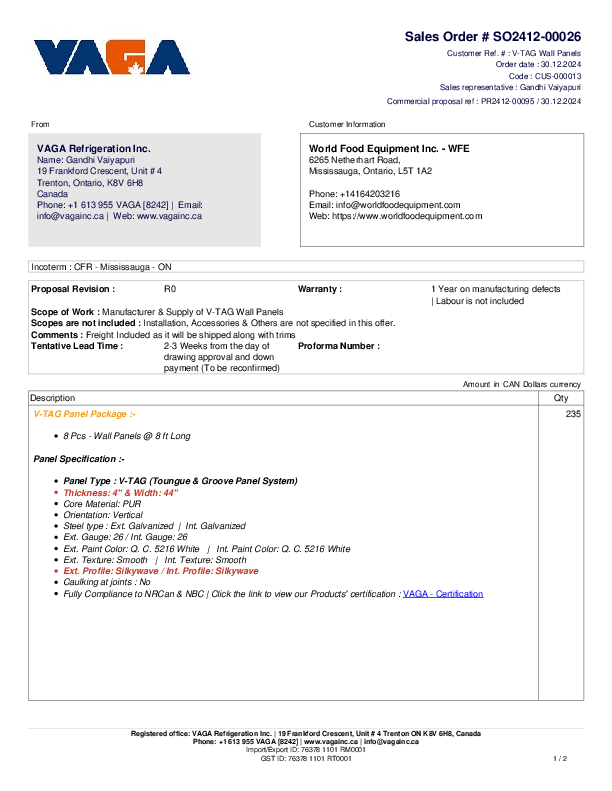 VAGA
Sales Order # SO2412-00026
Customer Ref. # : V-TAG Wall Panels
Order date : 30.12.2024
Code : CUS-000013
Sales representative : Gandhi Vaiyapuri
Commercial proposal ref : PR2412-00095 / 30.12.2024
From
VAGA Refrigeration Inc.
Name: Gandhi Vaiyapuri
19 Frankford Crescent, Unit # 4
Trenton, Ontario, K8V 6H8
Canada
Phone: +1 613 955 VAGA [8242] | Email:
info@vagainc.ca | Web: www.vagainc.ca
Customer Information
World Food Equipment Inc. - WFE
6265 Netherhart Road,
Mississauga, Ontario, L5T 1A2
Phone: +14164203216
Email: info@worldfoodequipment.com
Web: https://www.worldfoodequipment.com
Incoterm : CFR - Mississauga - ON
Proposal Revision : R0 Warranty : 1 Year on manufacturing defects
| Labour is not included
Scope of Work : Manufacturer & Supply of V-TAG Wall Panels
Scopes are not included : Installation, Accessories & Others are not specified in this offer.
Comments : Freight Included as it will be shipped along with trims
Tentative Lead Time : 2-3 Weeks from the day of Proforma Number :
drawing approval and down
payment (To be reconfirmed)
Amount in CAN Dollars currency
Description Qty
V-TAG Panel Package :- 235
• 8 Pcs - Wall Panels @ 8 ft Long
Panel Specification :-
• Panel Type : V-TAG (Toungue & Groove Panel System)
• Thickness: 4" & Width: 44"
• Core Material: PUR
• Orientation: Vertical
• Steel type : Ext. Galvanized | Int. Galvanized
• Ext. Gauge: 26 / Int. Gauge: 26
• Ext. Paint Color: Q. C. 5216 White | Int. Paint Color: Q. C. 5216 White
• Ext. Texture: Smooth | Int. Texture: Smooth
• Ext. Profile: Silkywave / Int. Profile: Silkywave
• Caulking at joints : No
• Fully Compliance to NRCan & NBC | Click the link to view our Products' certification : VAGA - Certification
Registered office: VAGA Refrigeration Inc. | 19 Frankford Crescent, Unit # 4 Trenton ON K8V 6H8, Canada
Phone: +1 613 955 VAGA [8242] | www.vagainc.ca | info@vagainc.ca
Import/Export ID: 76378 1101 RM0001
GST ID: 76378 1101 RT0001
1 / 2